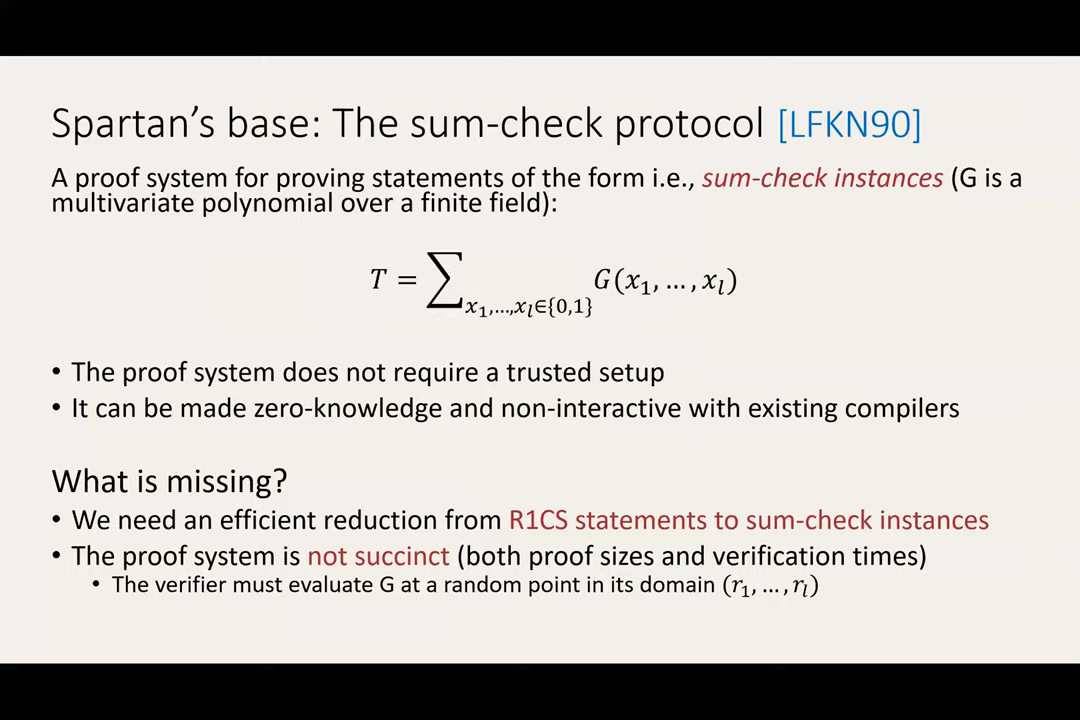 Spartan's base: The sum-check protocol [LFKN90]
A proof system for proving statements of the form i.e., sum-check instances (G is a
multivariate polynomial over a finite field):
T = ∑_{x₁,…,x_l∈{0,1}} G(x₁, … , x_l)
• The proof system does not require a trusted setup
• It can be made zero-knowledge and non-interactive with existing compilers
What is missing?
• We need an efficient reduction from R1CS statements to sum-check instances
• The proof system is not succinct (both proof sizes and verification times)
• The verifier must evaluate G at a random point in its domain (r₁, … , r_l)